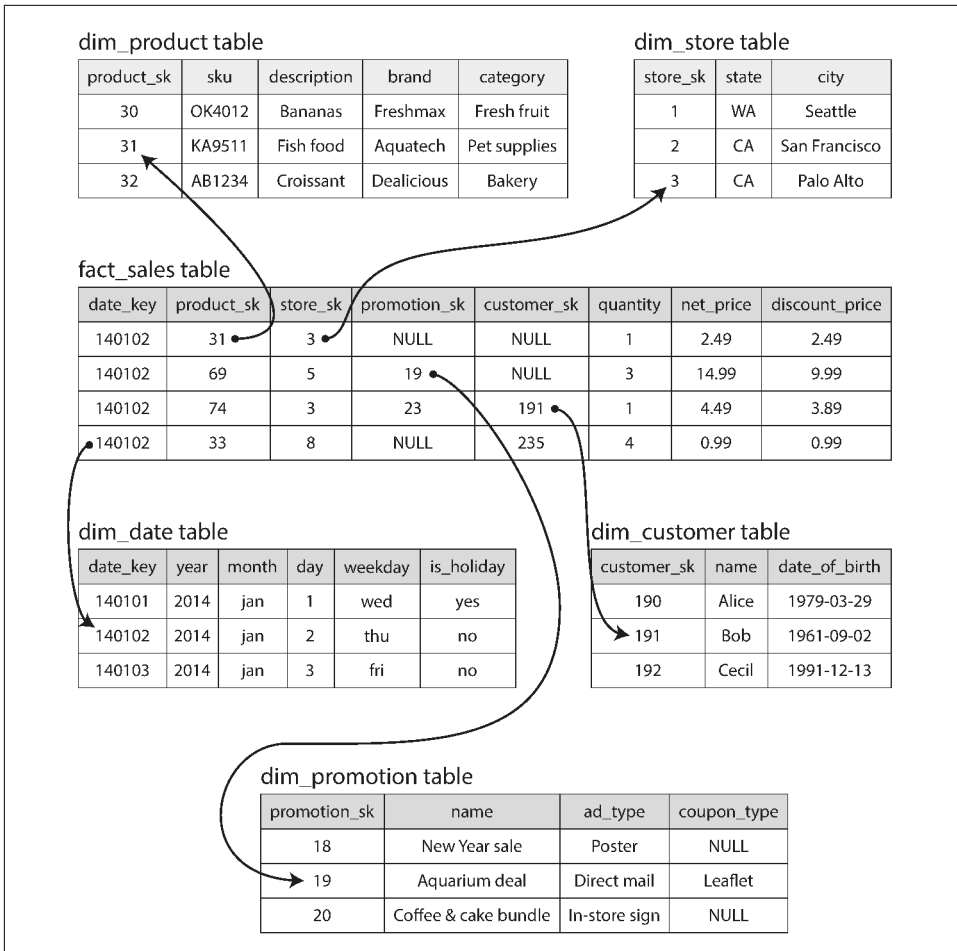 dim_product table
product_sk sku description brand category
30 OK4012 Bananas Freshmax Fresh fruit
31 KA9511 Fish food Aquatech Pet supplies
32 AB1234 Croissant Dealicious Bakery
dim_store table
store_sk state city
1 WA Seattle
2 CA San Francisco
3 CA Palo Alto
fact_sales table
date_key product_sk store_sk promotion_sk customer_sk quantity net_price discount_price
140102 31 3 NULL NULL 1 2.49 2.49
140102 69 5 19 NULL 3 14.99 9.99
140102 74 3 23 191 1 4.49 3.89
140102 33 8 NULL 235 4 0.99 0.99
dim_date table
date_key year month day weekday is_holiday
140101 2014 jan 1 wed yes
140102 2014 jan 2 thu no
140103 2014 jan 3 fri no
dim_customer table
customer_sk name date_of_birth
190 Alice 1979-03-29
191 Bob 1961-09-02
192 Cecil 1991-12-13
dim_promotion table
promotion_sk name ad_type coupon_type
18 New Year sale Poster NULL
19 Aquarium deal Direct mail Leaflet
20 Coffee & cake bundle In-store sign NULL